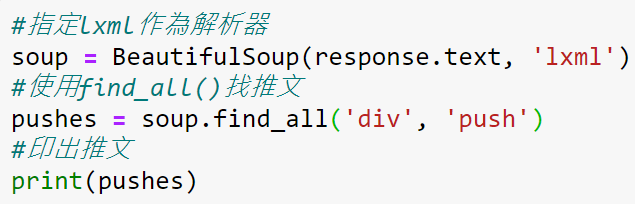 #指定lxml作為解析器
soup = BeautifulSoup(response.text, 'lxml')
#使用find_all()找推文
pushes = soup.find_all('div', 'push')
#印出推文
print(pushes)